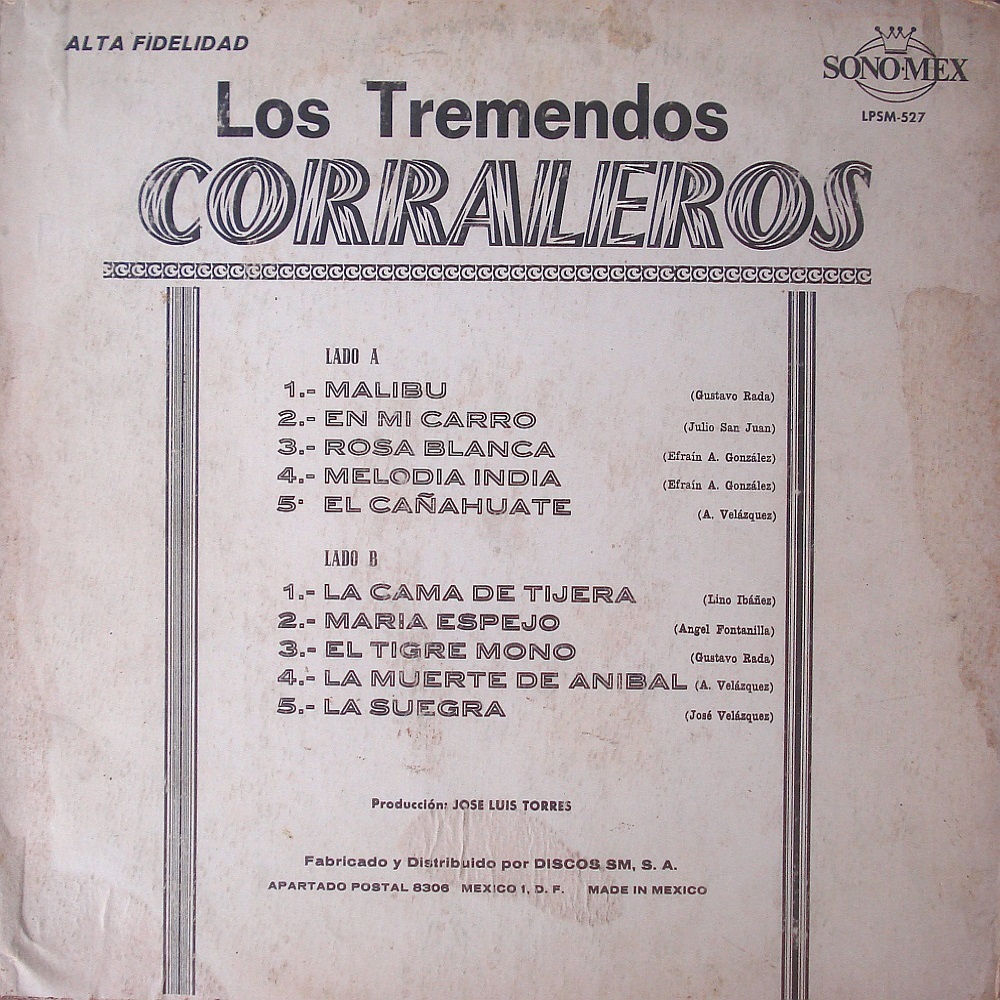 ALTA FIDELIDAD
SONO·MEX
LPSM-527
Los Tremendos
CORRALEROS
LADO A
1.- MALIBU (Gustavo Rada)
2.- EN MI CARRO (Julio San Juan)
3.- ROSA BLANCA (Efraín A. González)
4.- MELODIA INDIA (Efraín A. González)
5· EL CAÑAHUATE (A. Velázquez)
LADO B
1.- LA CAMA DE TIJERA (Lino Ibáñez)
2.- MARIA ESPEJO (Angel Fontanilla)
3.- EL TIGRE MONO (Gustavo Rada)
4.- LA MUERTE DE ANIBAL (A. Velázquez)
5.- LA SUEGRA (José Velázquez)
Producción: JOSE LUIS TORRES
Fabricado y Distribuido por DISCOS SM, S. A.
APARTADO POSTAL 8306 MEXICO 1, D. F. MADE IN MEXICO